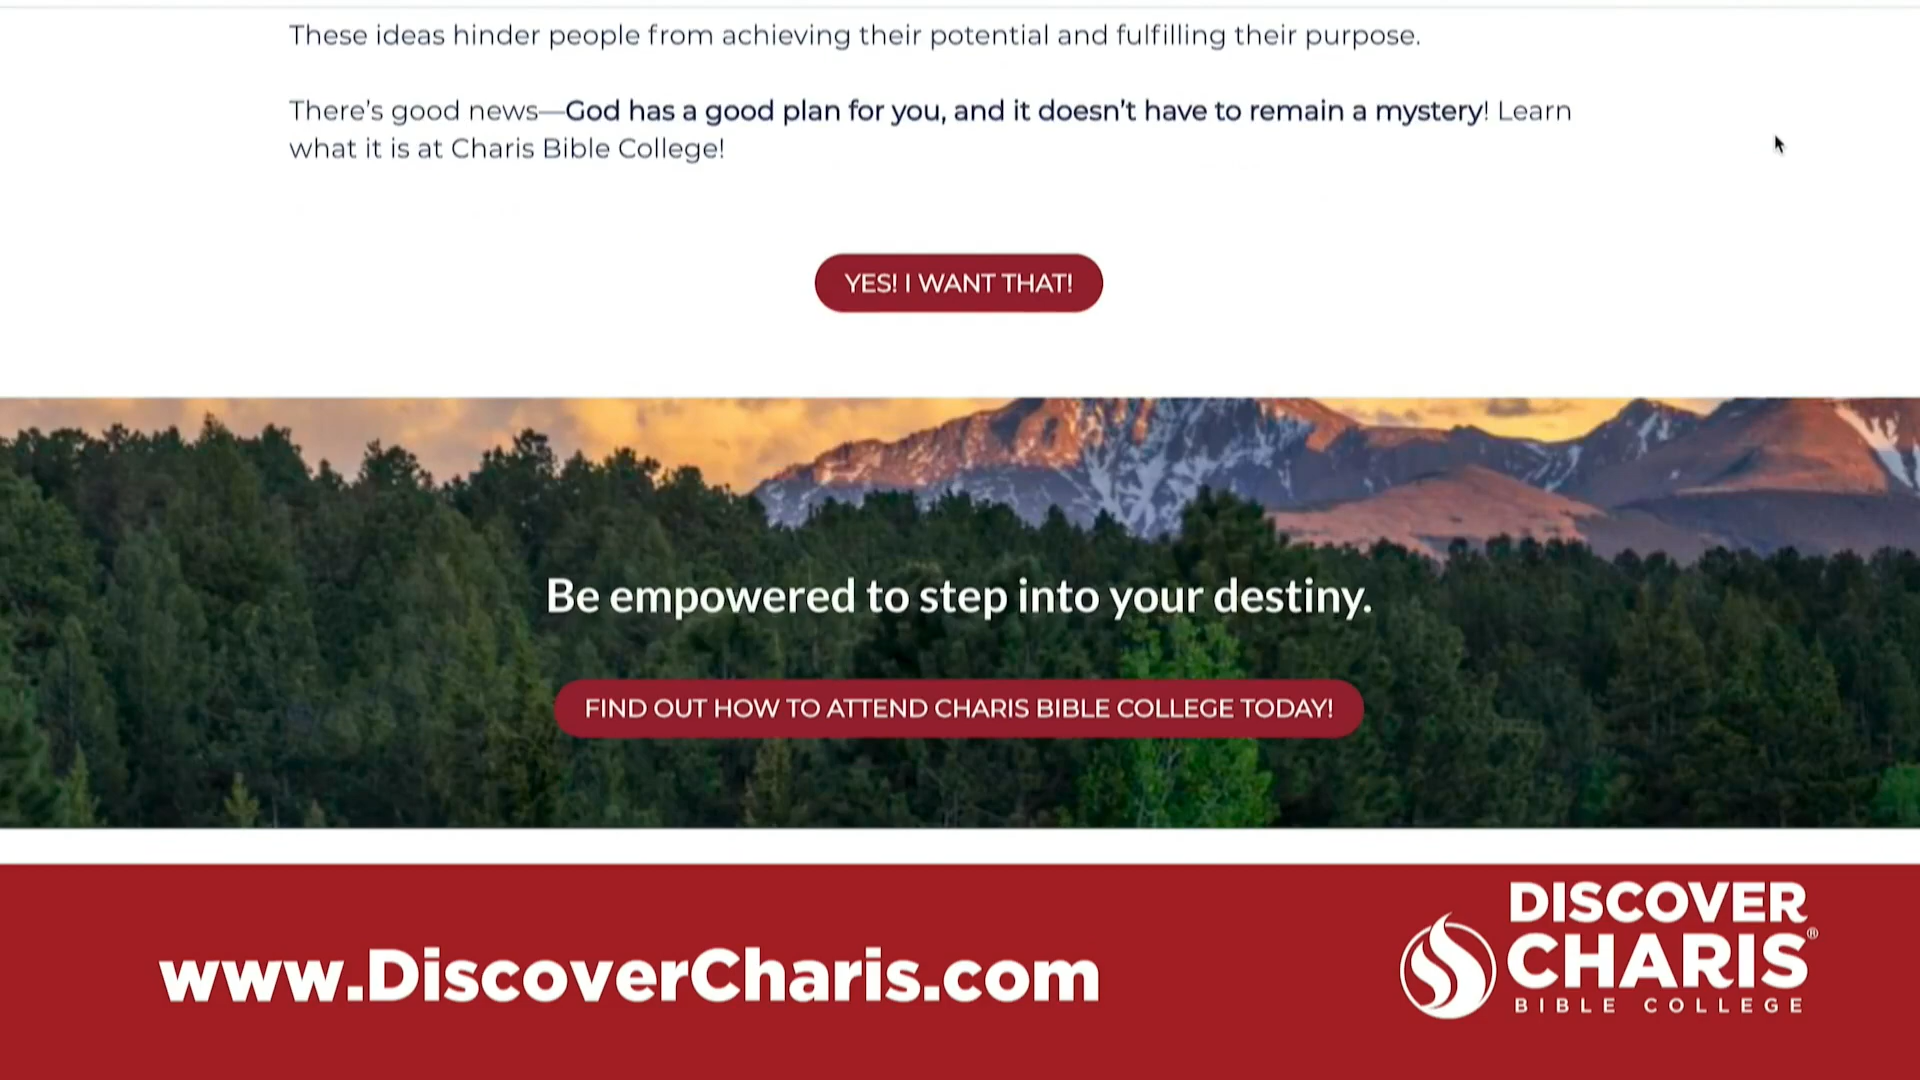 These ideas hinder people from achieving their potential and fulfilling their purpose.
There's good news—God has a good plan for you, and it doesn't have to remain a mystery! Learn
what it is at Charis Bible College!
YES! I WANT THAT!
Be empowered to step into your destiny.
FIND OUT HOW TO ATTEND CHARIS BIBLE COLLEGE TODAY!
www.DiscoverCharis.com
DISCOVER
CHARIS®
BIBLE COLLEGE